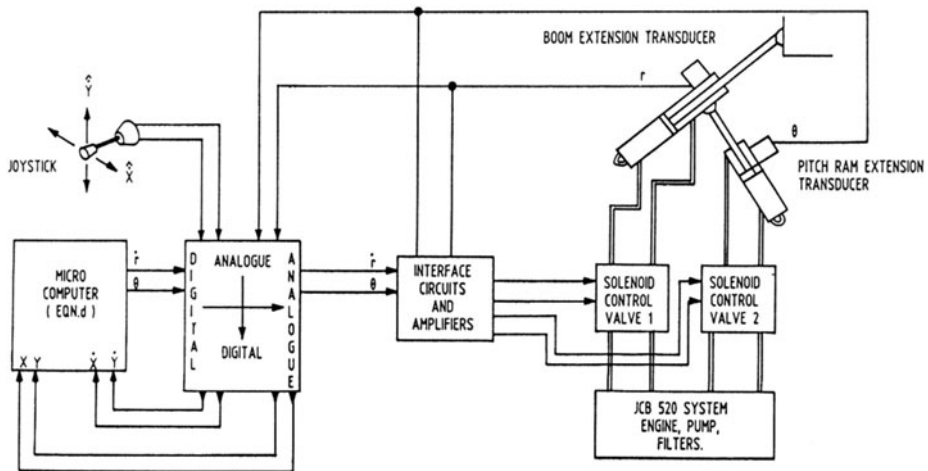 BOOM EXTENSION TRANSDUCER
r
Ŷ
θ
JOYSTICK
X̂
PITCH RAM EXTENSION
TRANSDUCER
MICRO
COMPUTER
( EQN.d )
ṙ
θ̇
X Y Ẋ Ẏ
DIGITAL
ANALOGUE
DIGITAL
ANALOGUE
ṙ
θ̇
INTERFACE
CIRCUITS
AND
AMPLIFIERS
SOLENOID
CONTROL
VALVE 1
SOLENOID
CONTROL
VALVE 2
JCB 520 SYSTEM
ENGINE, PUMP,
FILTERS.